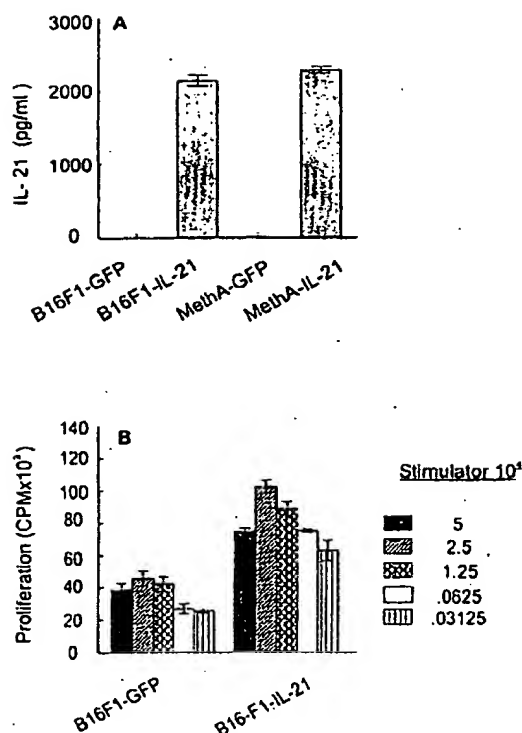 A
3000
2000
1000
0
IL-21 (pg/ml)
B16F1-GFP
B16F1-IL-21
MethA-GFP
MethA-IL-21
B
140
120
100
80
60
40
20
0
Proliferation (CPMx10³)
B16F1-GFP
B16-F1-IL-21
Stimulator 10⁴
5
2.5
1.25
.0625
.03125